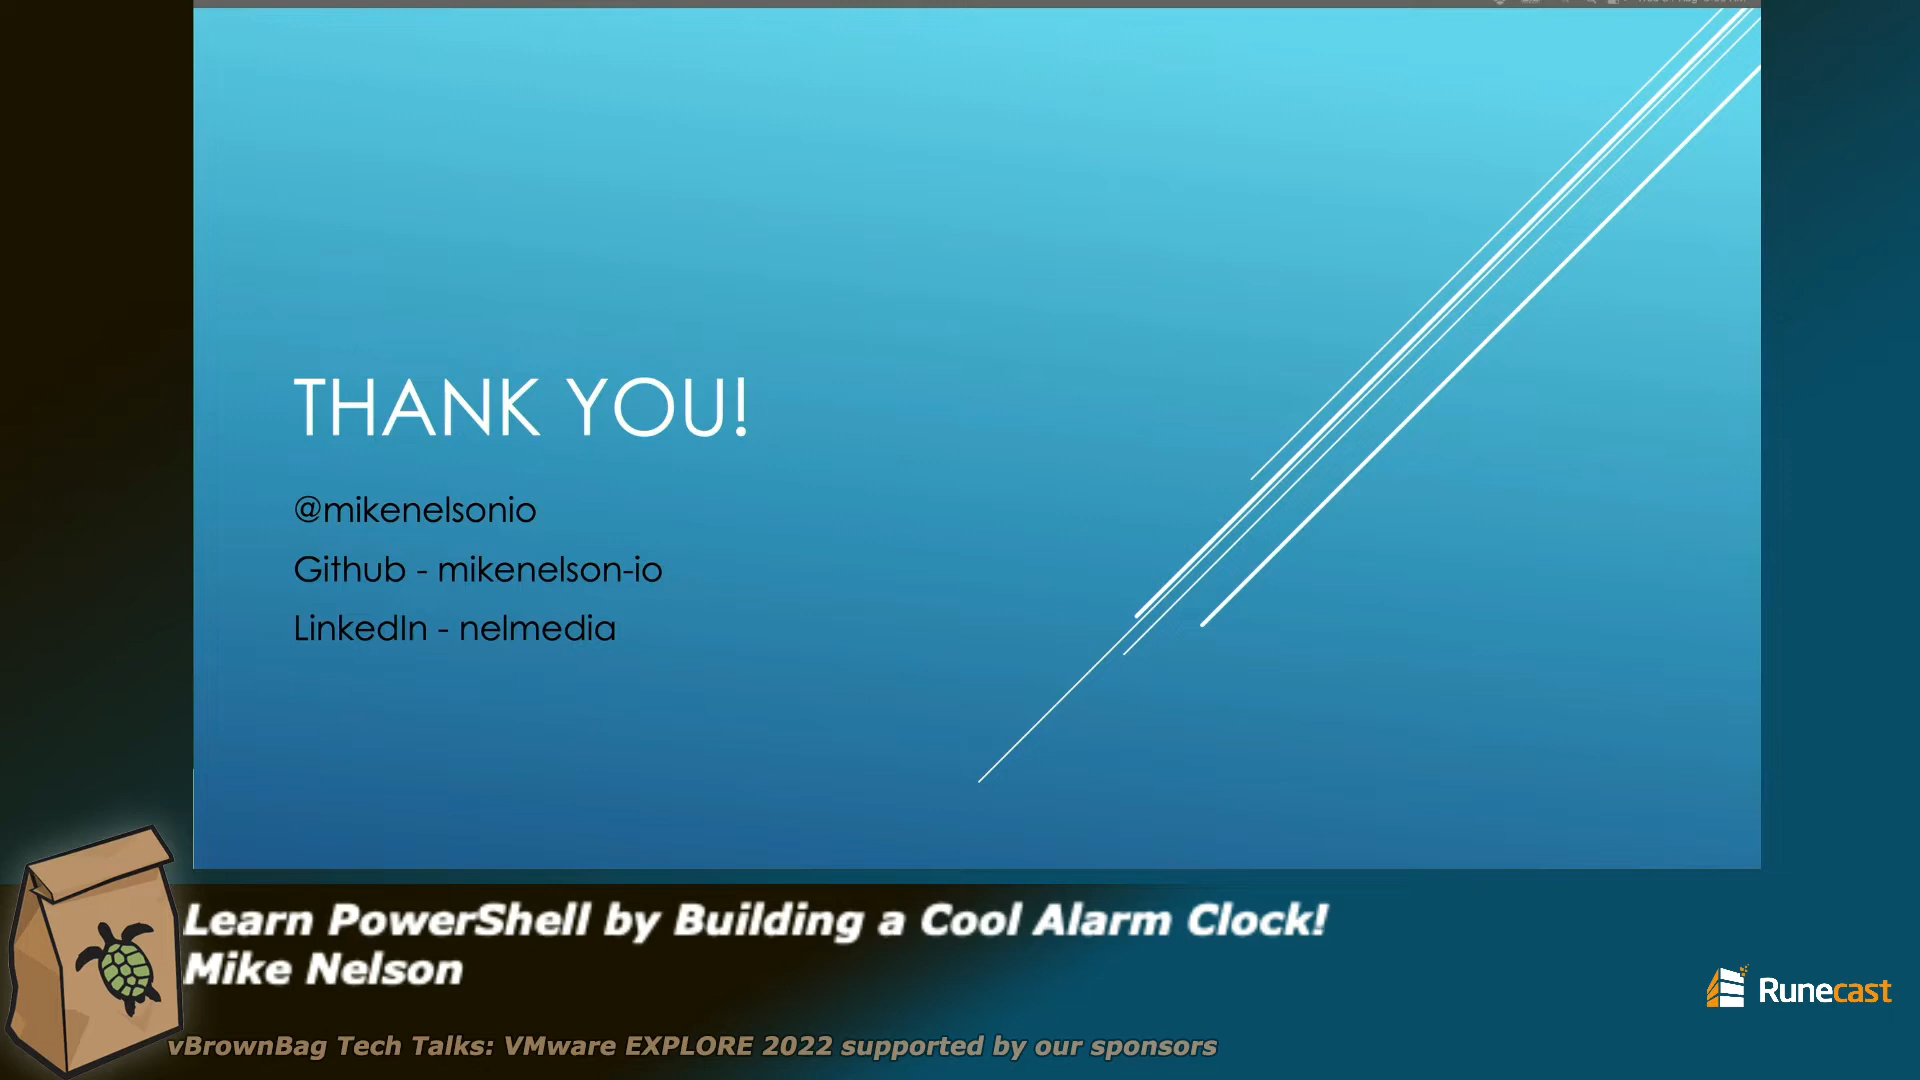 THANK YOU!
@mikenelsonio
Github - mikenelson-io
LinkedIn - nelmedia
Learn PowerShell by Building a Cool Alarm Clock!
Mike Nelson
Runecast
vBrownBag Tech Talks: VMware EXPLORE 2022 supported by our sponsors